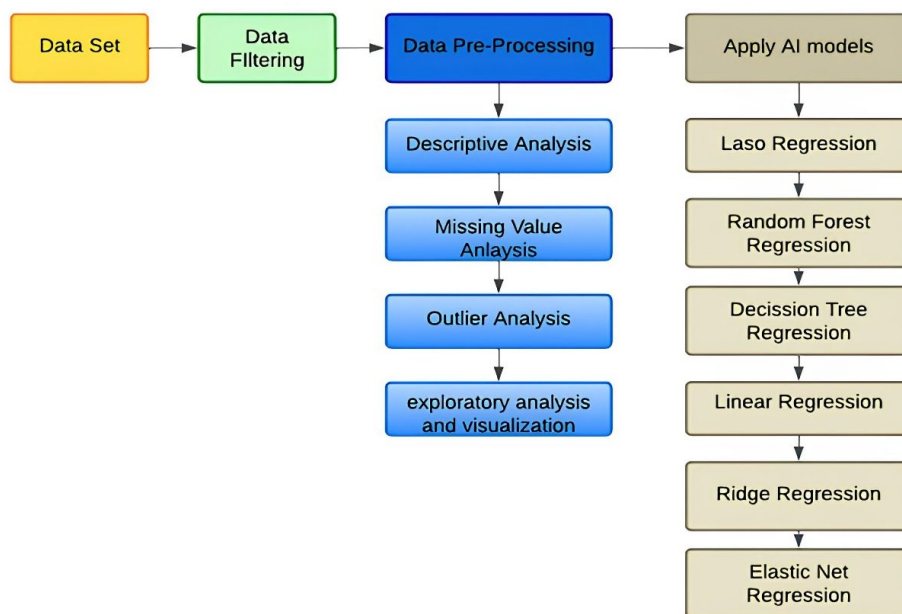 Data Set
Data
FIltering
Data Pre-Processing
Apply AI models
Descriptive Analysis
Missing Value
Anlaysis
Outlier Analysis
exploratory analysis
and visualization
Laso Regression
Random Forest
Regression
Decission Tree
Regression
Linear Regression
Ridge Regression
Elastic Net
Regression